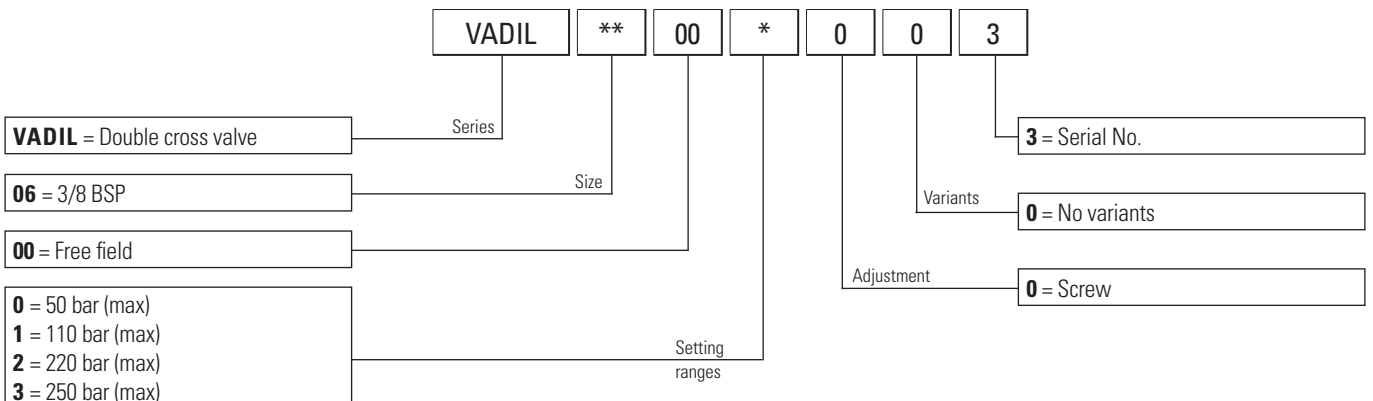 VADIL ** 00 * 0 0 3
Series
VADIL = Double cross valve
3 = Serial No.
Size
06 = 3/8 BSP
Variants
0 = No variants
00 = Free field
Adjustment
0 = Screw
0 = 50 bar (max)
1 = 110 bar (max)
2 = 220 bar (max)
3 = 250 bar (max)
Setting
ranges